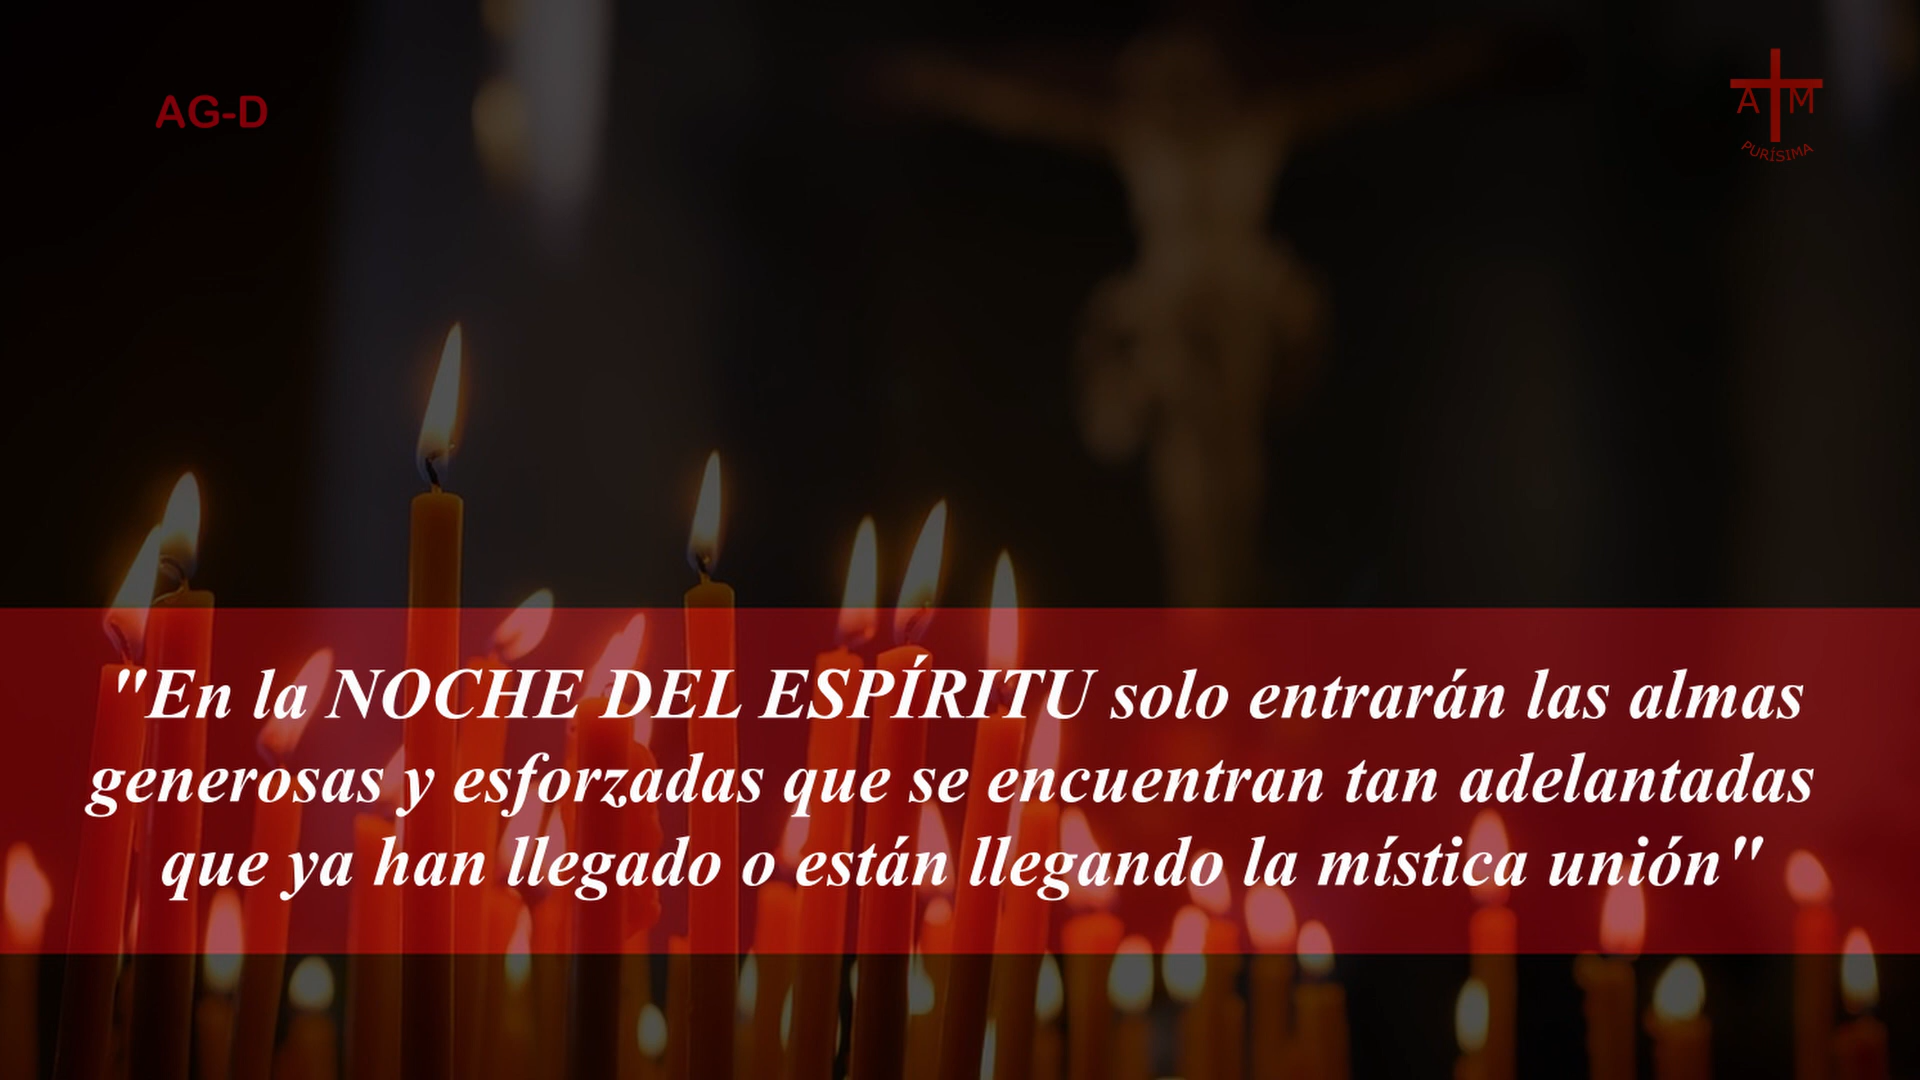 AG-D
A M
PURÍSIMA
"En la NOCHE DEL ESPÍRITU solo entrarán las almas
generosas y esforzadas que se encuentran tan adelantadas
que ya han llegado o están llegando la mística unión"